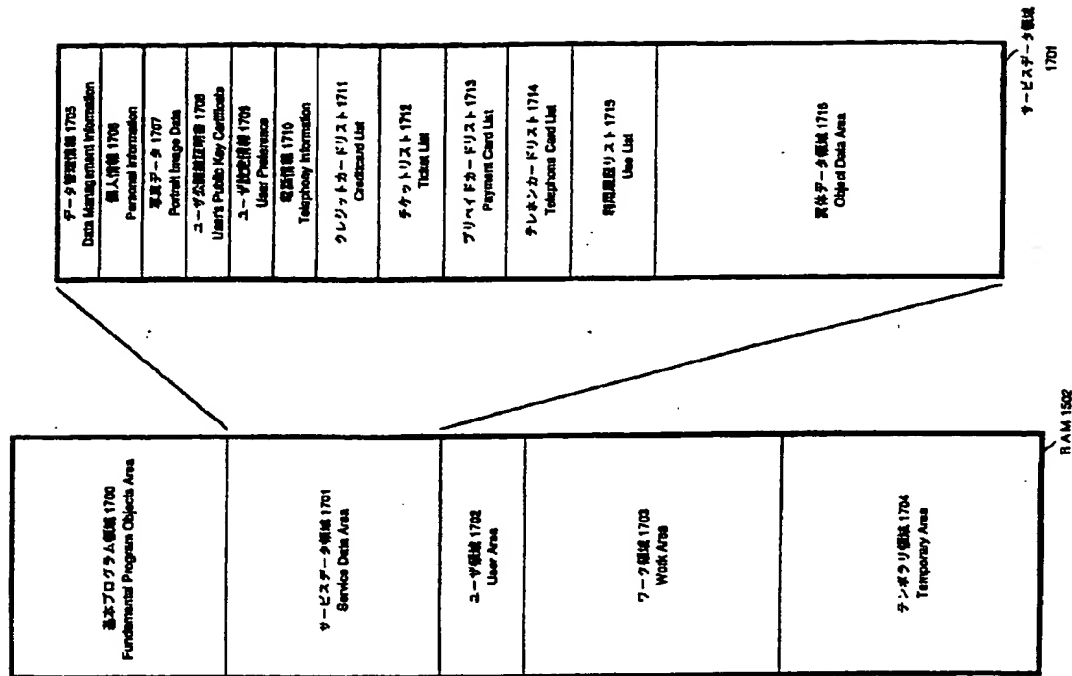 基本プログラム領域 1700
Fundamental Program Objects Area
サービスデータ領域 1701
Service Data Area
ユーザ領域 1702
User Area
ワーク領域 1703
Work Area
テンポラリ領域 1704
Temporary Area
RAM 1502
データ管理情報 1705
Data Management Information
個人情報 1706
Personal Information
写真データ 1707
Portrait Image Data
ユーザ公開鍵証明書 1708
User's Public Key Certificate
ユーザ設定情報 1709
User Preference
電話情報 1710
Telephony Information
クレジットカードリスト 1711
Creditcard List
チケットリスト 1712
Ticket List
プリペイドカードリスト 1713
Payment Card List
テレホンカードリスト 1714
Telephone Card List
利用履歴リスト 1715
Use List
実体データ領域 1716
Object Data Area
サービスデータ領域
1701